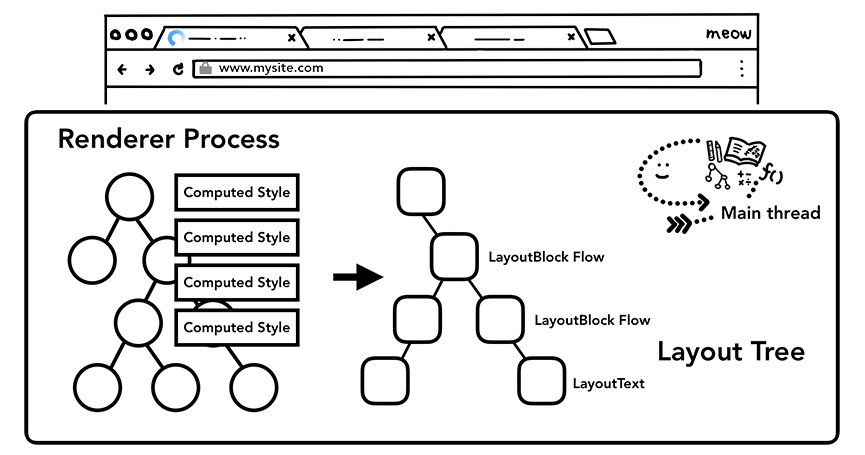 meow
www.mysite.com
Renderer Process
Computed Style
Computed Style
Computed Style
Computed Style
LayoutBlock Flow
LayoutBlock Flow
LayoutText
Layout Tree
f()
Main thread